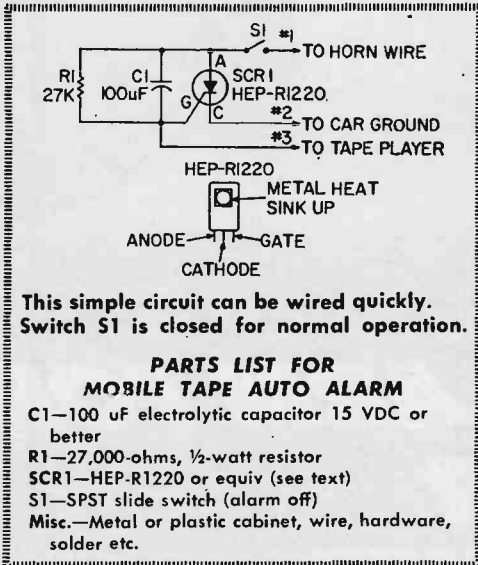 S1 #1 TO HORN WIRE
R1 27K
C1 100uF
A
G
C
SCR1 HEP-R1220.
#2 TO CAR GROUND
#3 TO TAPE PLAYER
HEP-R1220
METAL HEAT SINK UP
ANODE
GATE
CATHODE
This simple circuit can be wired quickly.
Switch S1 is closed for normal operation.
PARTS LIST FOR
MOBILE TAPE AUTO ALARM
C1—100 uF electrolytic capacitor 15 VDC or
better
R1—27,000-ohms, ½-watt resistor
SCR1—HEP-R1220 or equiv (see text)
S1—SPST slide switch (alarm off)
Misc.—Metal or plastic cabinet, wire, hardware,
solder etc.